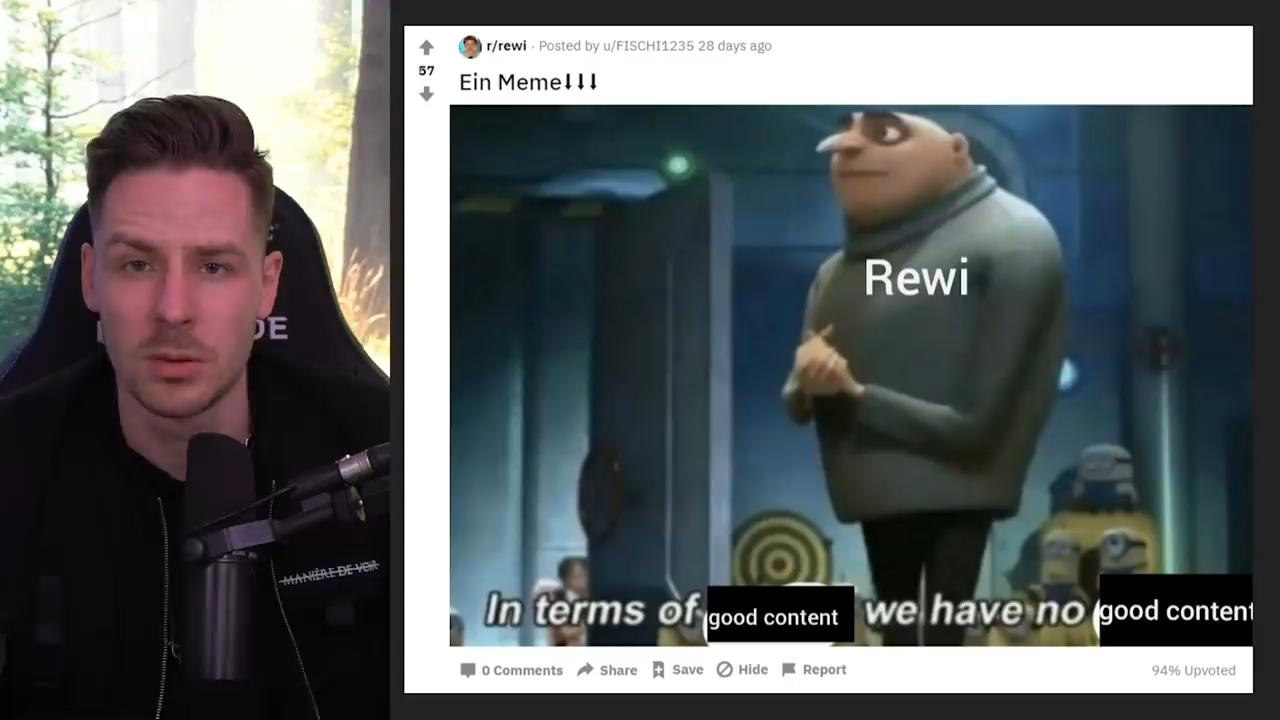 r/rewi · Posted by u/FISCHI1235 28 days ago
57
Ein Meme⭣⭣⭣
Rewi
In terms of good content we have no good content
0 Comments Share Save Hide Report 94% Upvoted
DE
MANIÈRE DE VOIR